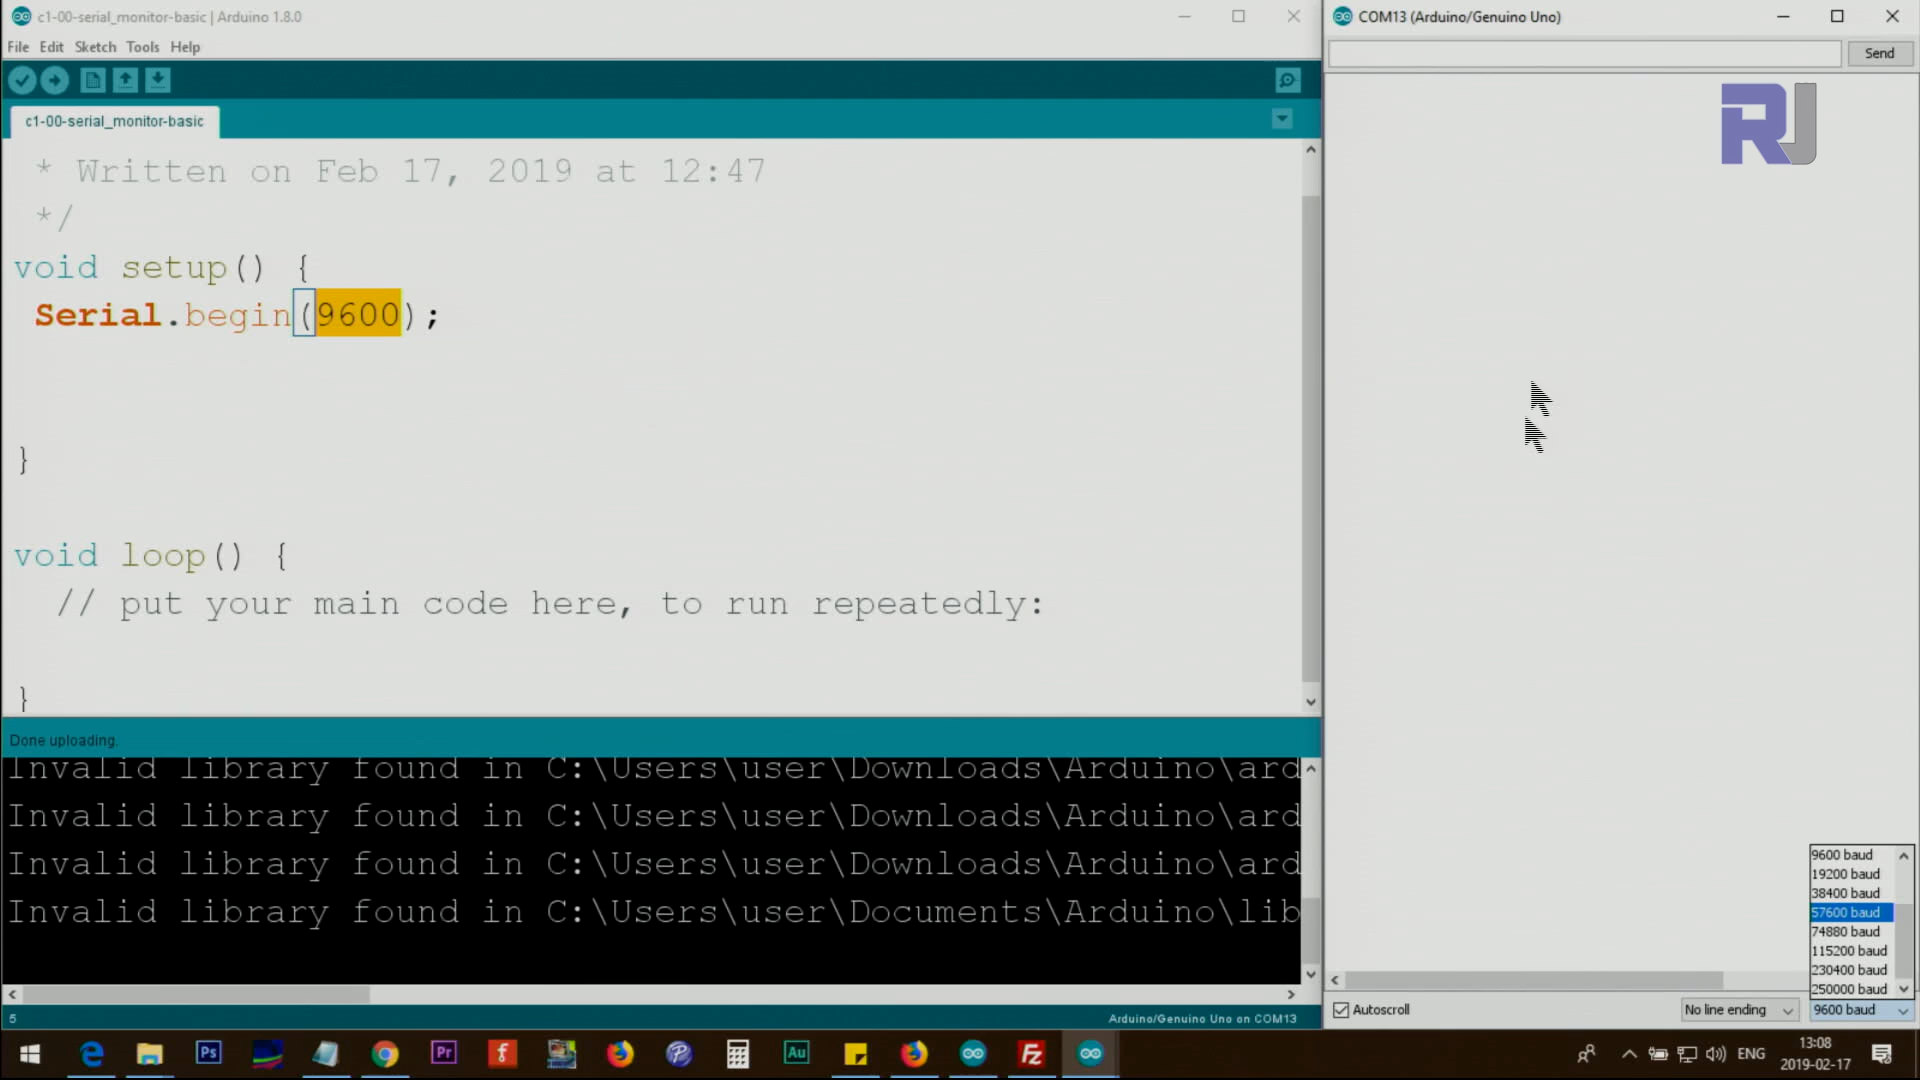 c1-00-serial_monitor-basic | Arduino 1.8.0
File Edit Sketch Tools Help
c1-00-serial_monitor-basic
* Written on Feb 17, 2019 at 12:47
*/
void setup() {
Serial.begin(9600);
}
void loop() {
// put your main code here, to run repeatedly:
}
Done uploading.
Invalid library found in C:\Users\user\Downloads\Arduino\ard
Invalid library found in C:\Users\user\Downloads\Arduino\ard
Invalid library found in C:\Users\user\Downloads\Arduino\ard
Invalid library found in C:\Users\user\Documents\Arduino\lib
5
Arduino/Genuino Uno on COM13
COM13 (Arduino/Genuino Uno)
Send
RJ
9600 baud
19200 baud
38400 baud
57600 baud
74880 baud
115200 baud
230400 baud
250000 baud
Autoscroll
No line ending
9600 baud
Ps
Pr
f
Au
Fz
ENG
13:08
2019-02-17